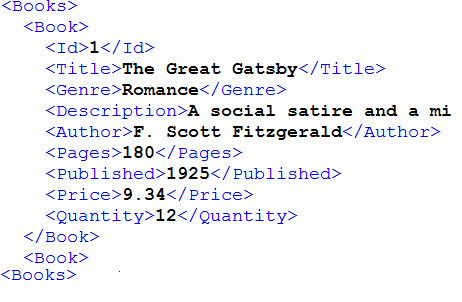 <Books>
<Book>
<Id>1</Id>
<Title>The Great Gatsby</Title>
<Genre>Romance</Genre>
<Description>A social satire and a mi
<Author>F. Scott Fitzgerald</Author>
<Pages>180</Pages>
<Published>1925</Published>
<Price>9.34</Price>
<Quantity>12</Quantity>
</Book>
<Book>
<Books>